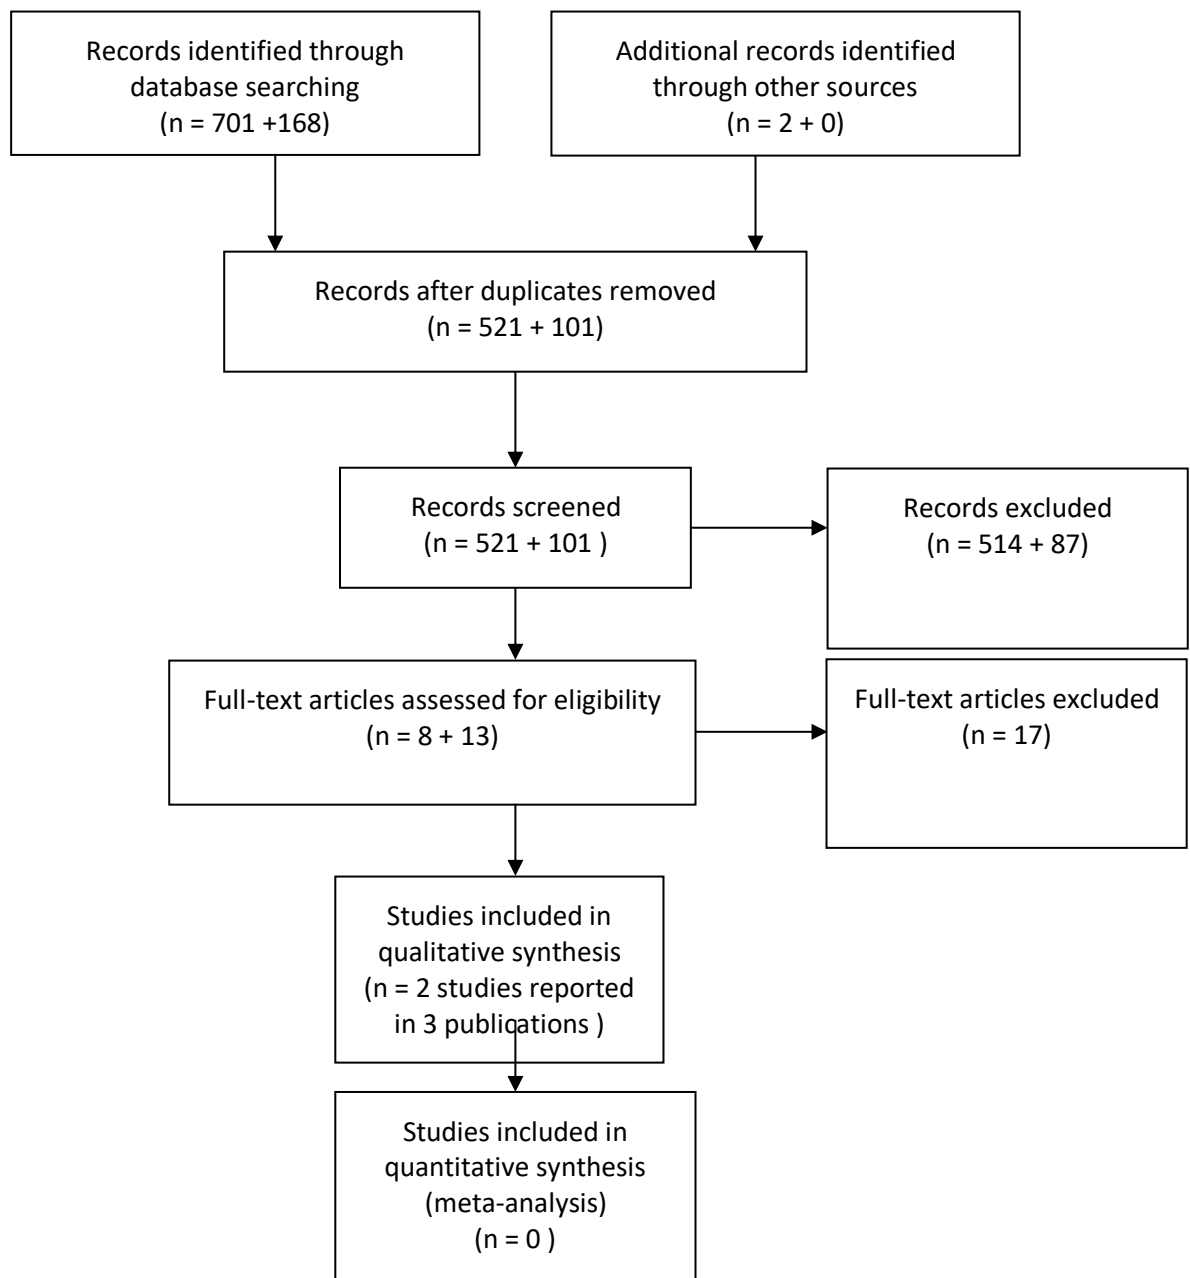 Records identified through
database searching
(n = 701 +168)
Additional records identified
through other sources
(n = 2 + 0)
Records after duplicates removed
(n = 521 + 101)
Records screened
(n = 521 + 101 )
Records excluded
(n = 514 + 87)
Full-text articles assessed for eligibility
(n = 8 + 13)
Full-text articles excluded
(n = 17)
Studies included in
qualitative synthesis
(n = 2 studies reported
in 3 publications )
Studies included in
quantitative synthesis
(meta-analysis)
(n = 0 )